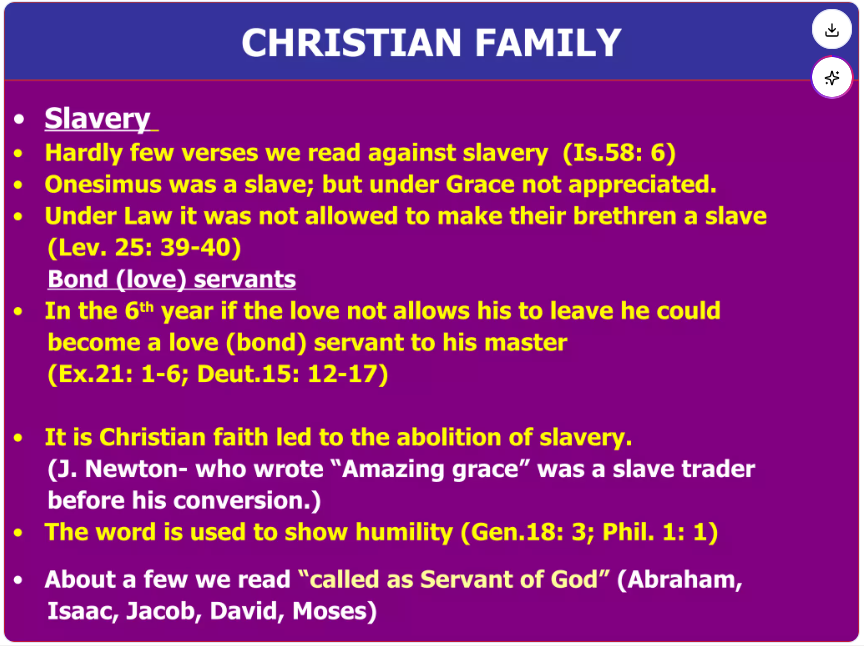 CHRISTIAN FAMILY
• Slavery
• Hardly few verses we read against slavery (Is.58: 6)
• Onesimus was a slave; but under Grace not appreciated.
• Under Law it was not allowed to make their brethren a slave
(Lev. 25: 39-40)
Bond (love) servants
• In the 6th year if the love not allows his to leave he could
become a love (bond) servant to his master
(Ex.21: 1-6; Deut.15: 12-17)
• It is Christian faith led to the abolition of slavery.
(J. Newton- who wrote “Amazing grace” was a slave trader
before his conversion.)
• The word is used to show humility (Gen.18: 3; Phil. 1: 1)
• About a few we read “called as Servant of God” (Abraham,
Isaac, Jacob, David, Moses)